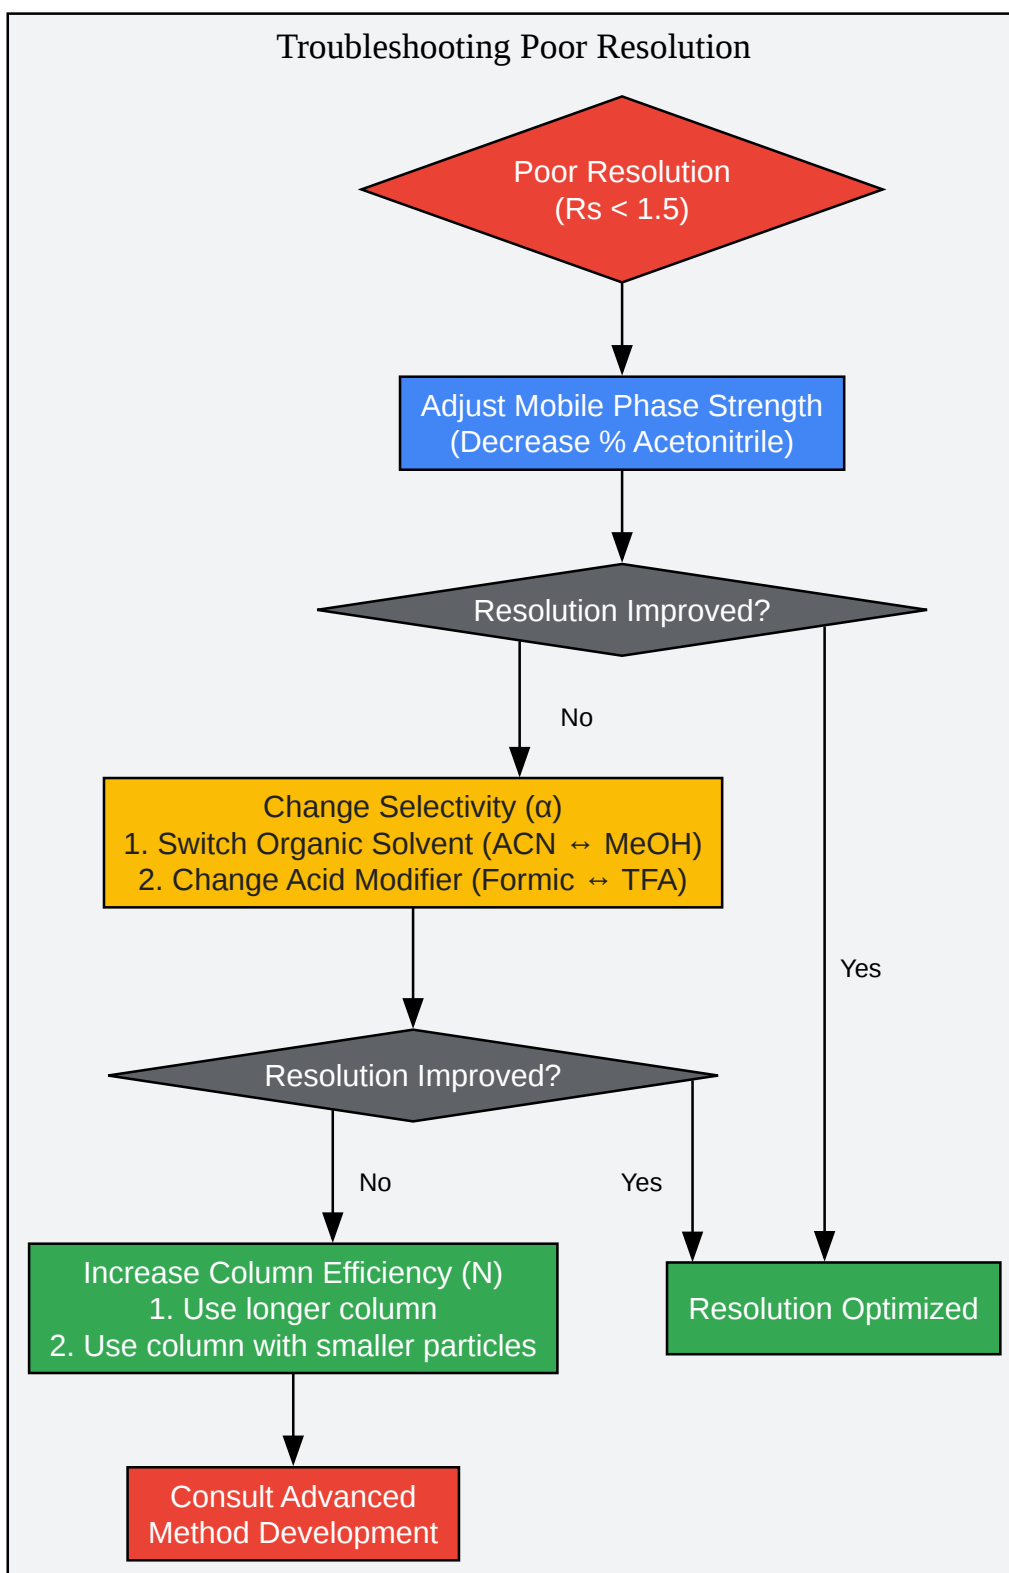 Troubleshooting Poor Resolution
Poor Resolution
(Rs < 1.5)
Adjust Mobile Phase Strength
(Decrease % Acetonitrile)
Resolution Improved?
No
Change Selectivity (α)
1. Switch Organic Solvent (ACN ↔ MeOH)
2. Change Acid Modifier (Formic ↔ TFA)
Yes
Resolution Improved?
No
Yes
Increase Column Efficiency (N)
1. Use longer column
2. Use column with smaller particles
Resolution Optimized
Consult Advanced
Method Development